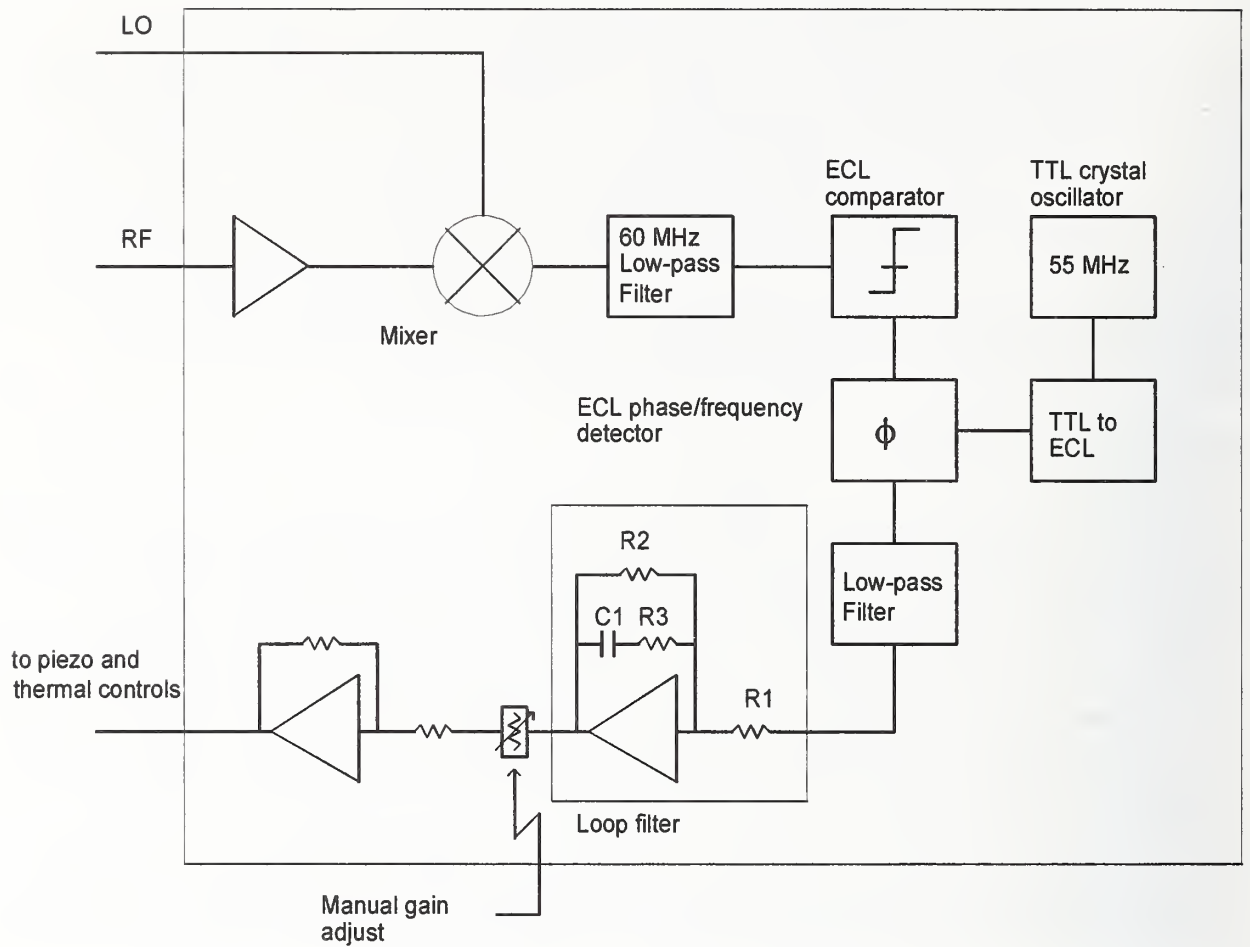 LO
ECL
comparator
TTL crystal
oscillator
RF
60 MHz
Low-pass
Filter
55 MHz
Mixer
ECL phase/frequency
detector
ϕ
TTL to
ECL
R2
Low-pass
Filter
C1 R3
to piezo and
thermal controls
R1
Loop filter
Manual gain
adjust